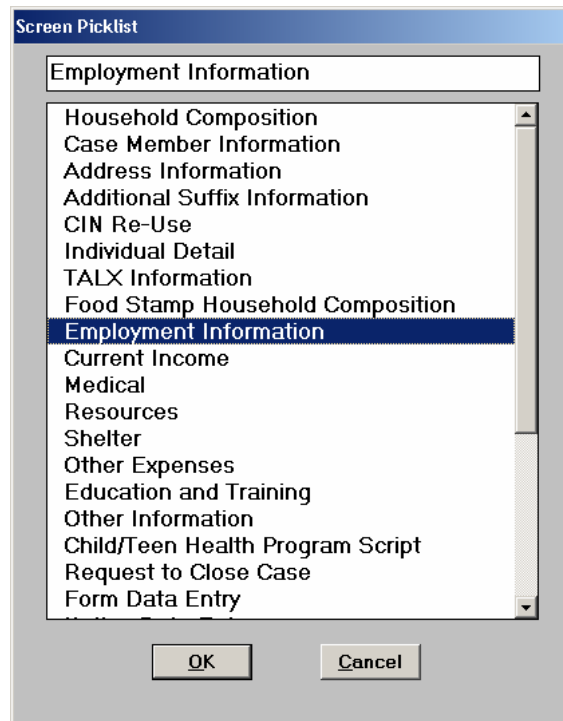 Screen Picklist
Employment Information
Household Composition
Case Member Information
Address Information
Additional Suffix Information
CIN Re-Use
Individual Detail
TALX Information
Food Stamp Household Composition
Employment Information
Current Income
Medical
Resources
Shelter
Other Expenses
Education and Training
Other Information
Child/Teen Health Program Script
Request to Close Case
Form Data Entry
OK Cancel